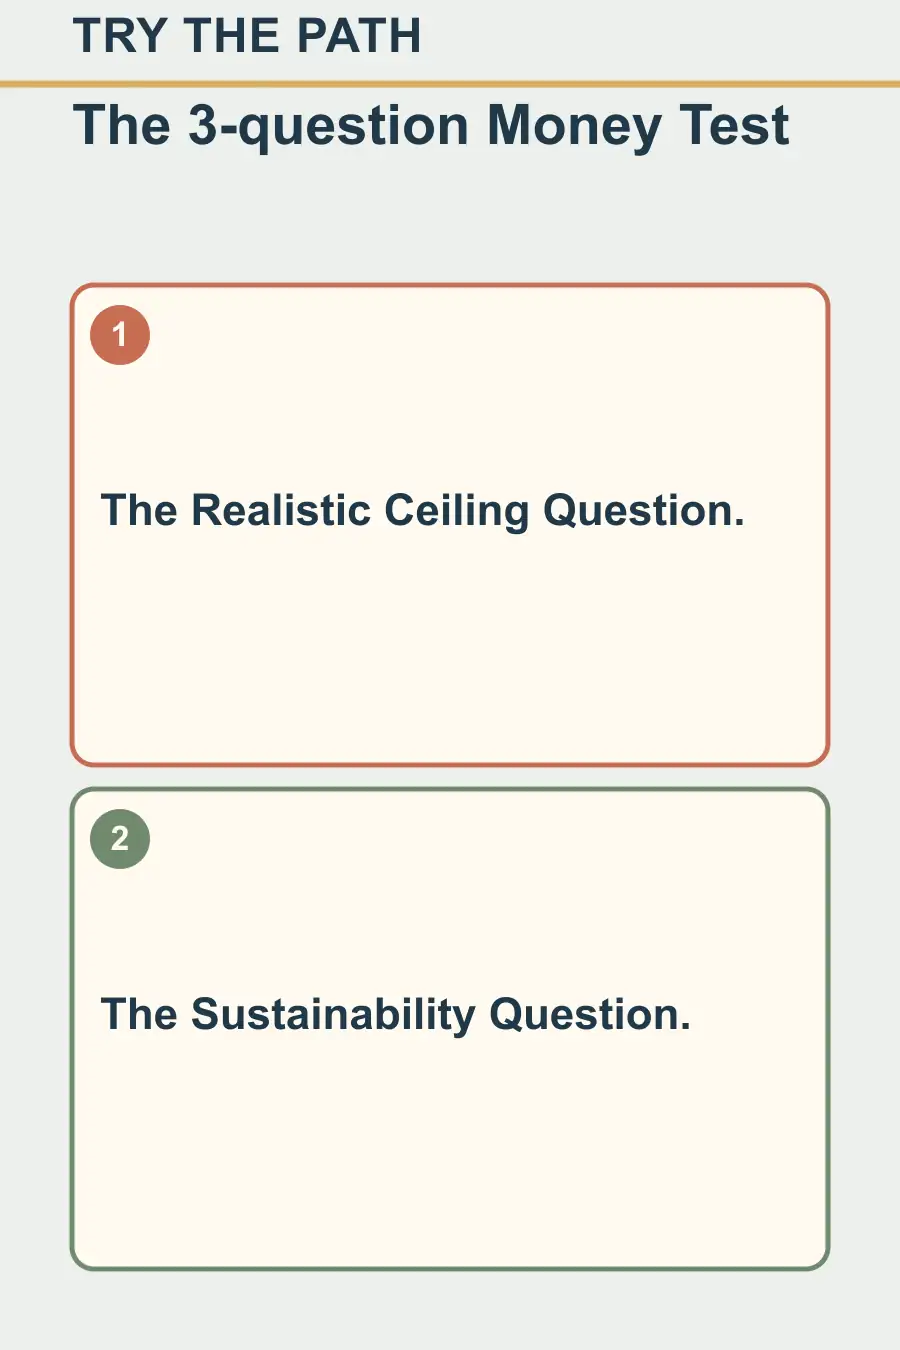 TRY THE PATH
The 3-question Money Test
1
The Realistic Ceiling Question.
2
The Sustainability Question.